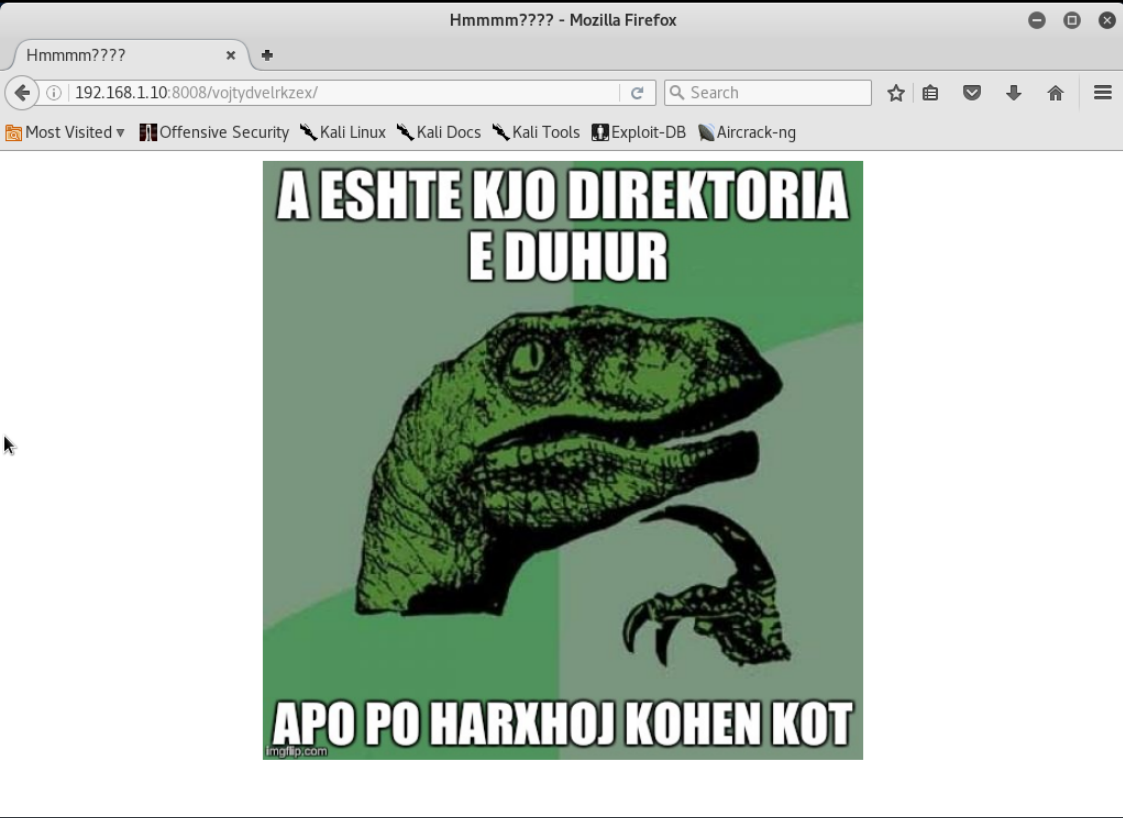 Hmmmm???? - Mozilla Firefox
Hmmmm????
192.168.1.10:8008/vojtydvelrkzex/
Search
Most Visited Offensive Security Kali Linux Kali Docs Kali Tools Exploit-DB Aircrack-ng
A ESHTE KJO DIREKTORIA
E DUHUR
APO PO HARXHOJ KOHEN KOT
imgflip.com